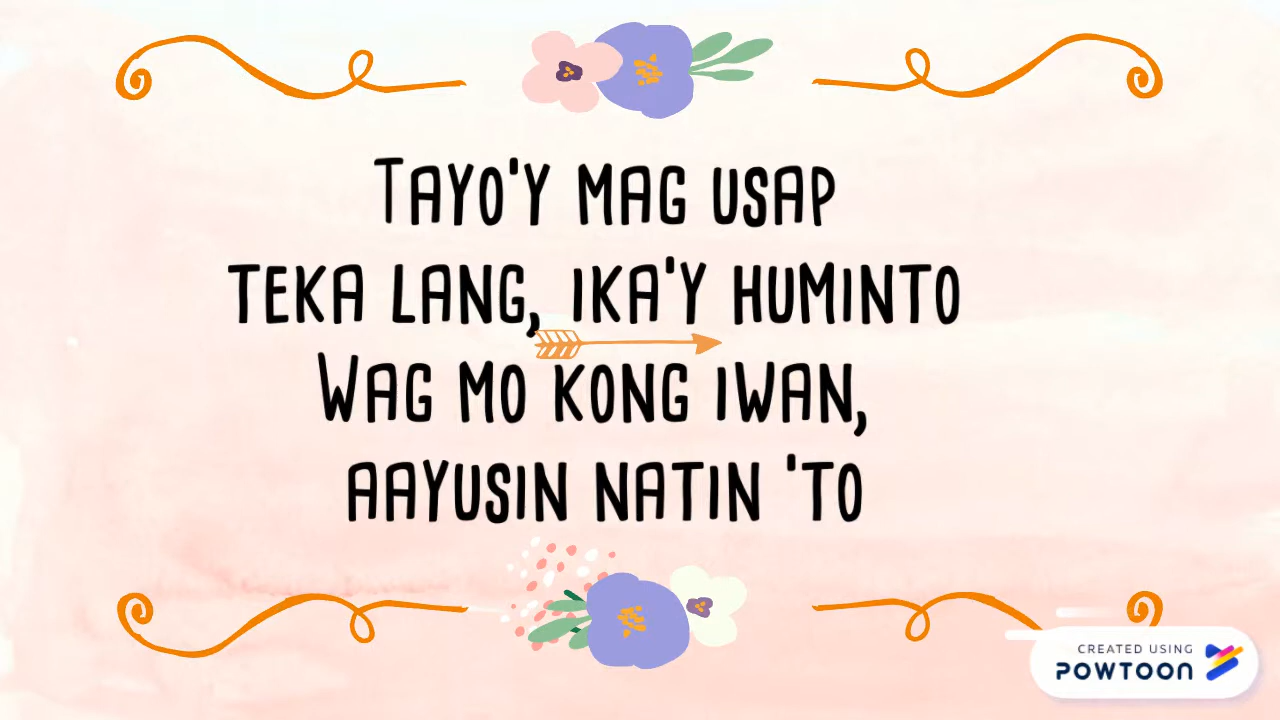 Tayo'y mag usap
teka lang, ika'y huminto
Wag mo kong iwan,
aayusin natin 'to
CREATED USING
POWTOON